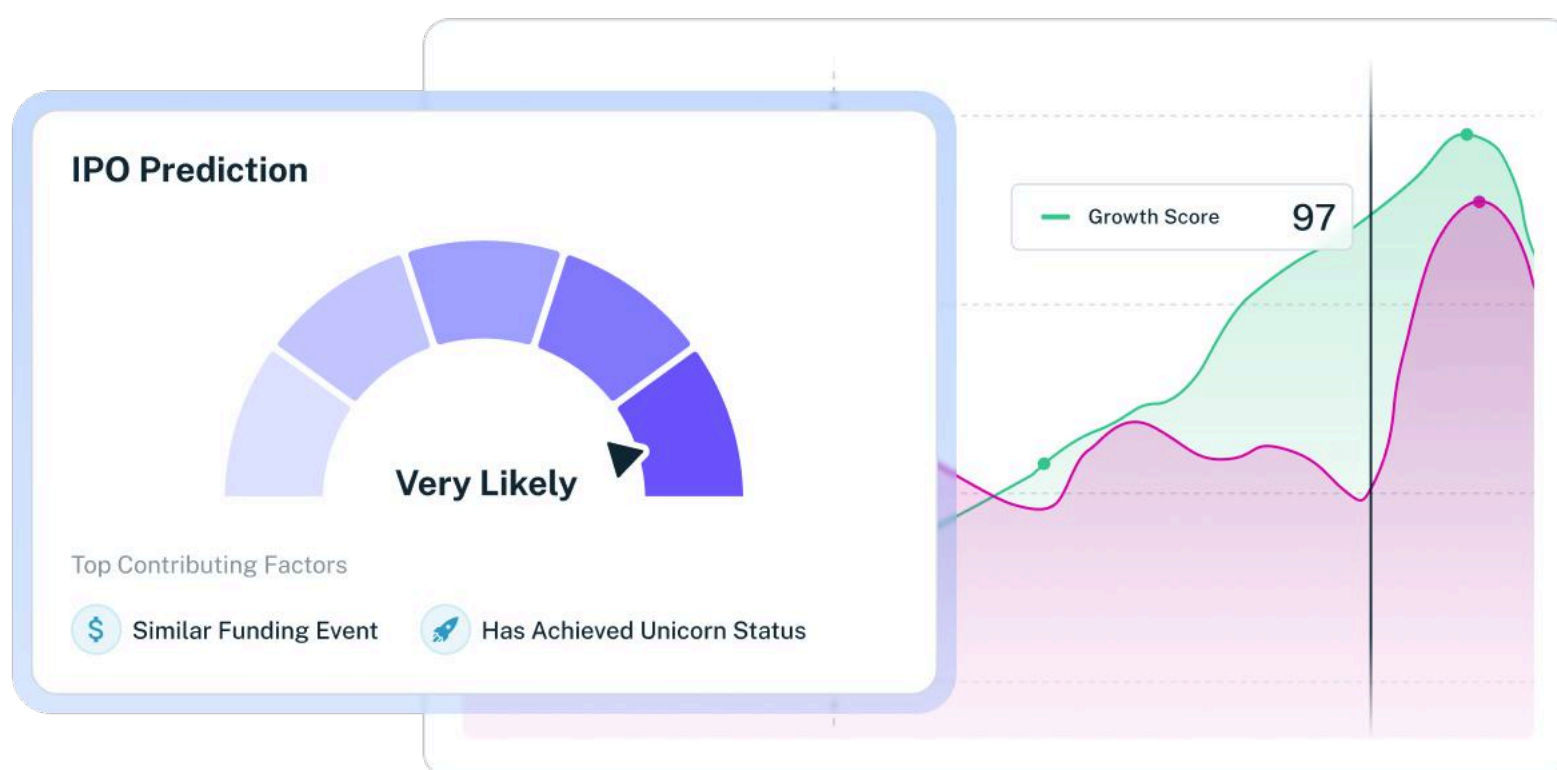 IPO Prediction
Very Likely
Top Contributing Factors
$ Similar Funding Event
Has Achieved Unicorn Status
Growth Score 97